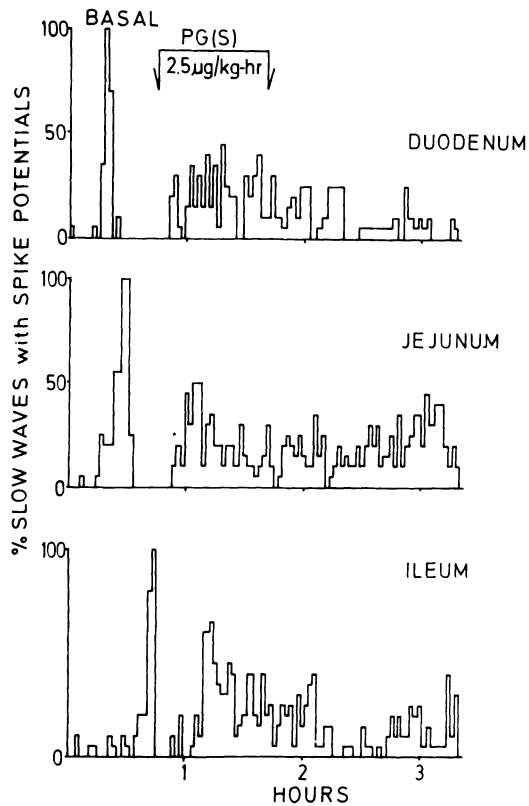 BASAL
PG(S)
2.5µg/kg-hr
100
50
0
DUODENUM
% SLOW WAVES with SPIKE POTENTIALS
100
50
0
JEJUNUM
100
0
ILEUM
1 2 3
HOURS